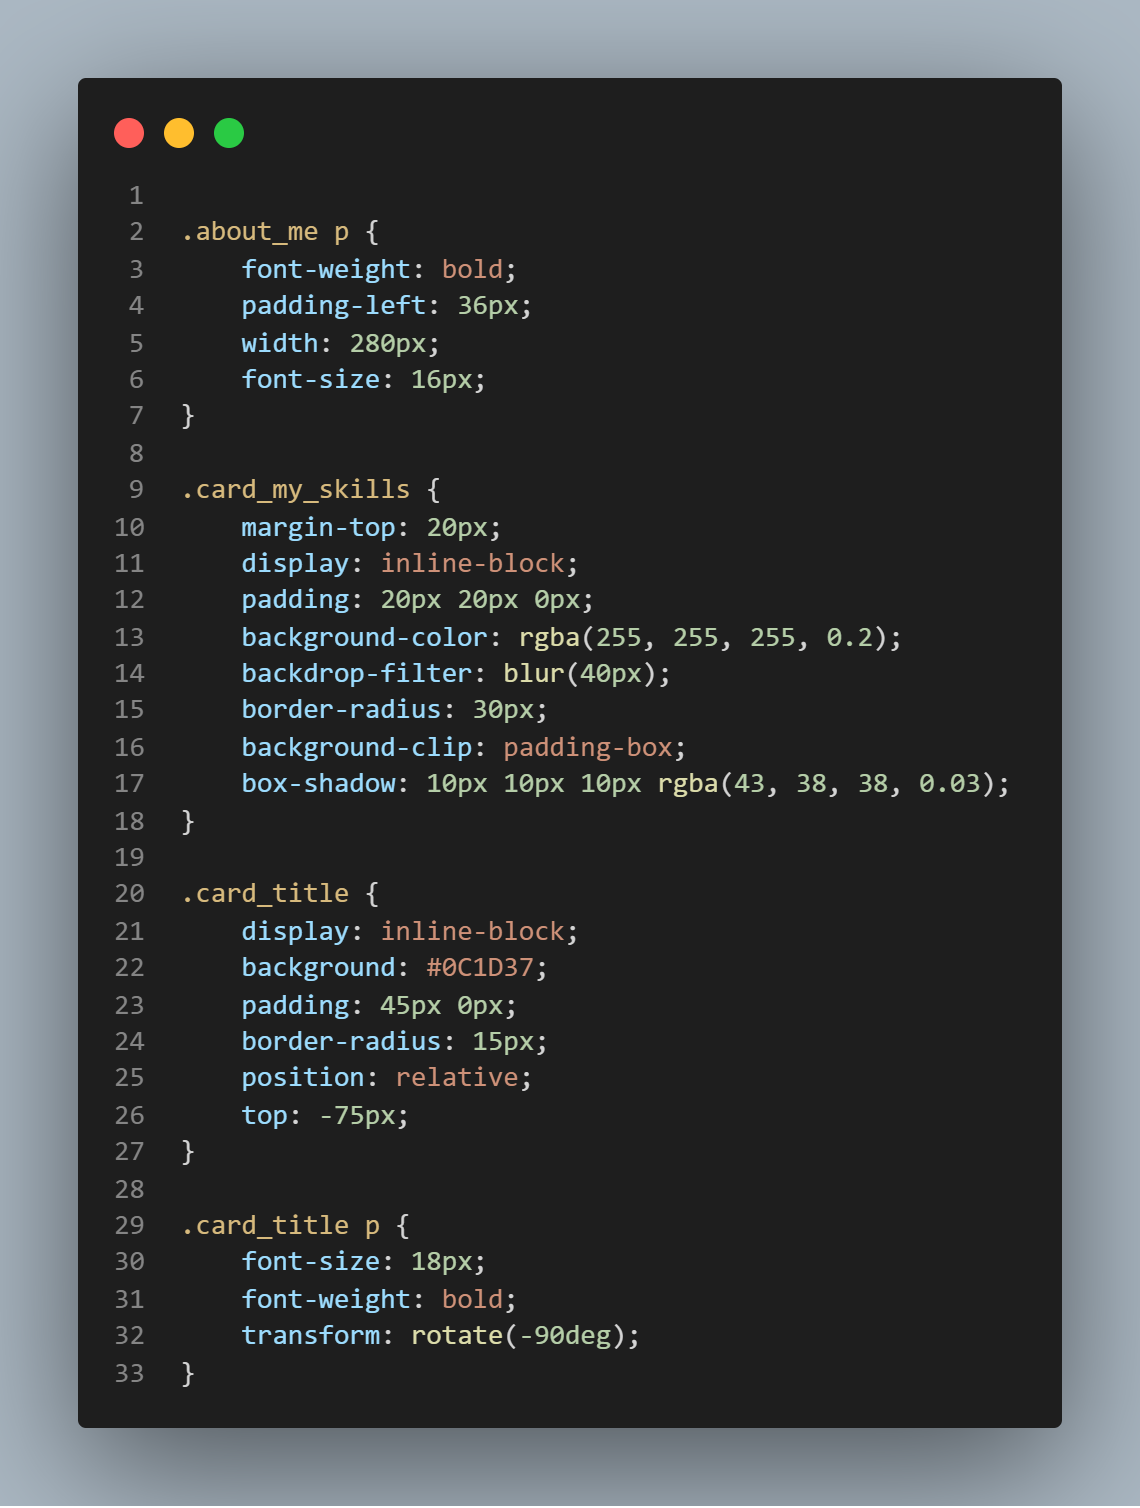 1
2 .about_me p {
3     font-weight: bold;
4     padding-left: 36px;
5     width: 280px;
6     font-size: 16px;
7 }
8
9 .card_my_skills {
10     margin-top: 20px;
11     display: inline-block;
12     padding: 20px 20px 0px;
13     background-color: rgba(255, 255, 255, 0.2);
14     backdrop-filter: blur(40px);
15     border-radius: 30px;
16     background-clip: padding-box;
17     box-shadow: 10px 10px 10px rgba(43, 38, 38, 0.03);
18 }
19
20 .card_title {
21     display: inline-block;
22     background: #0C1D37;
23     padding: 45px 0px;
24     border-radius: 15px;
25     position: relative;
26     top: -75px;
27 }
28
29 .card_title p {
30     font-size: 18px;
31     font-weight: bold;
32     transform: rotate(-90deg);
33 }